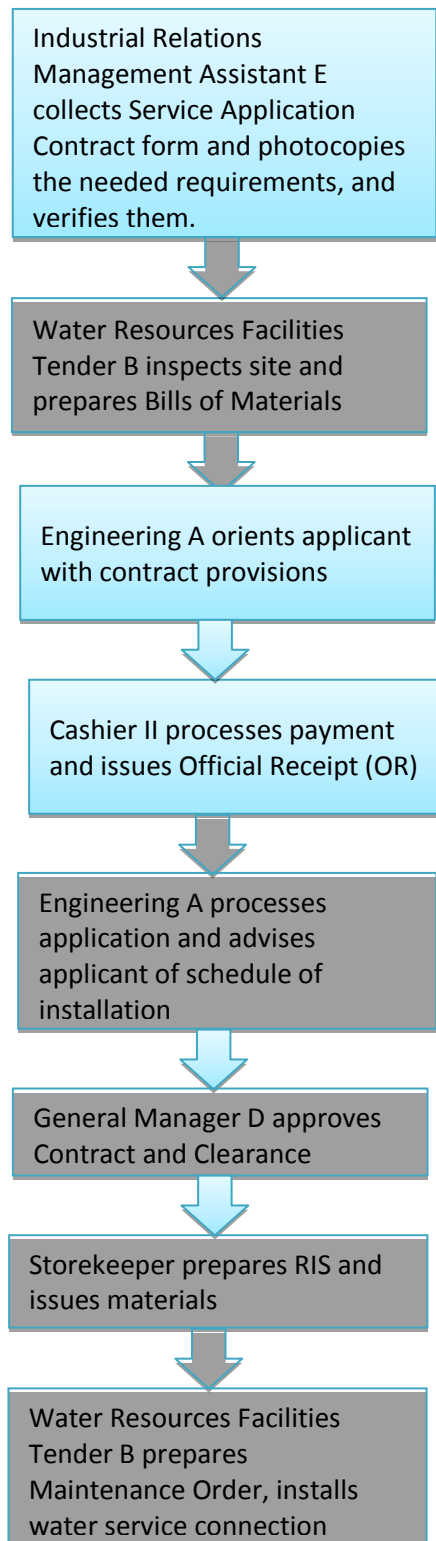 Industrial Relations
Management Assistant E
collects Service Application
Contract form and photocopies
the needed requirements, and
verifies them.
Water Resources Facilities
Tender B inspects site and
prepares Bills of Materials
Engineering A orients applicant
with contract provisions
Cashier II processes payment
and issues Official Receipt (OR)
Engineering A processes
application and advises
applicant of schedule of
installation
General Manager D approves
Contract and Clearance
Storekeeper prepares RIS and
issues materials
Water Resources Facilities
Tender B prepares
Maintenance Order, installs
water service connection